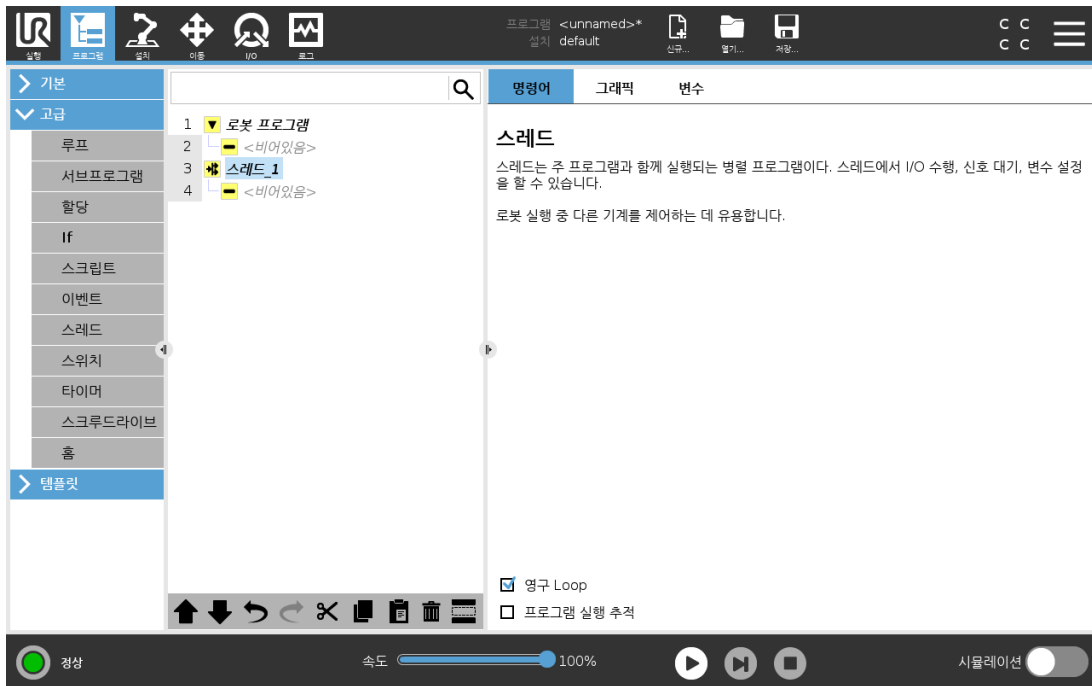 UR
실행
프로그램
설치
이동
I/O
로그
프로그램 <unnamed>*
설치 default
신규...
열기...
저장...
C C
C C
기본
고급
루프
서브프로그램
할당
If
스크립트
이벤트
스레드
스위치
타이머
스크루드라이브
홈
템플릿
1 로봇 프로그램
2 <비어있음>
3 스레드_1
4 <비어있음>
명령어 그래픽 변수
스레드
스레드는 주 프로그램과 함께 실행되는 병렬 프로그램이다. 스레드에서 I/O 수행, 신호 대기, 변수 설정
을 할 수 있습니다.
로봇 실행 중 다른 기계를 제어하는 데 유용합니다.
영구 Loop
프로그램 실행 추적
정상
속도 100%
시뮬레이션